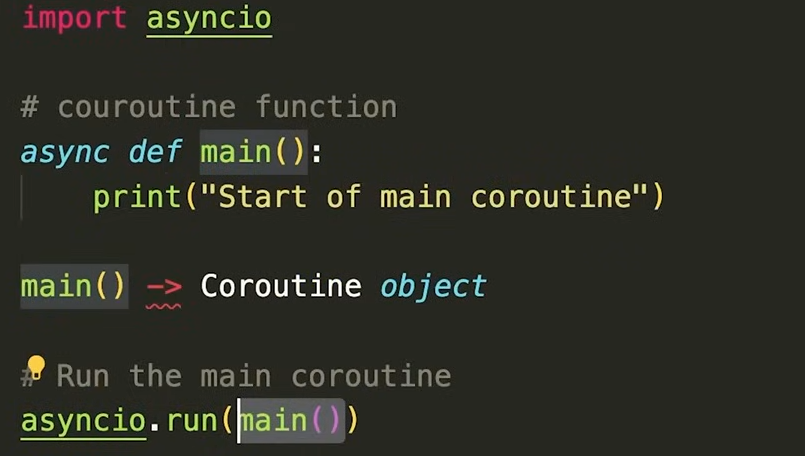 import asyncio
# couroutine function
async def main():
print("Start of main coroutine")
main() -> Coroutine object
# Run the main coroutine
asyncio.run(main())